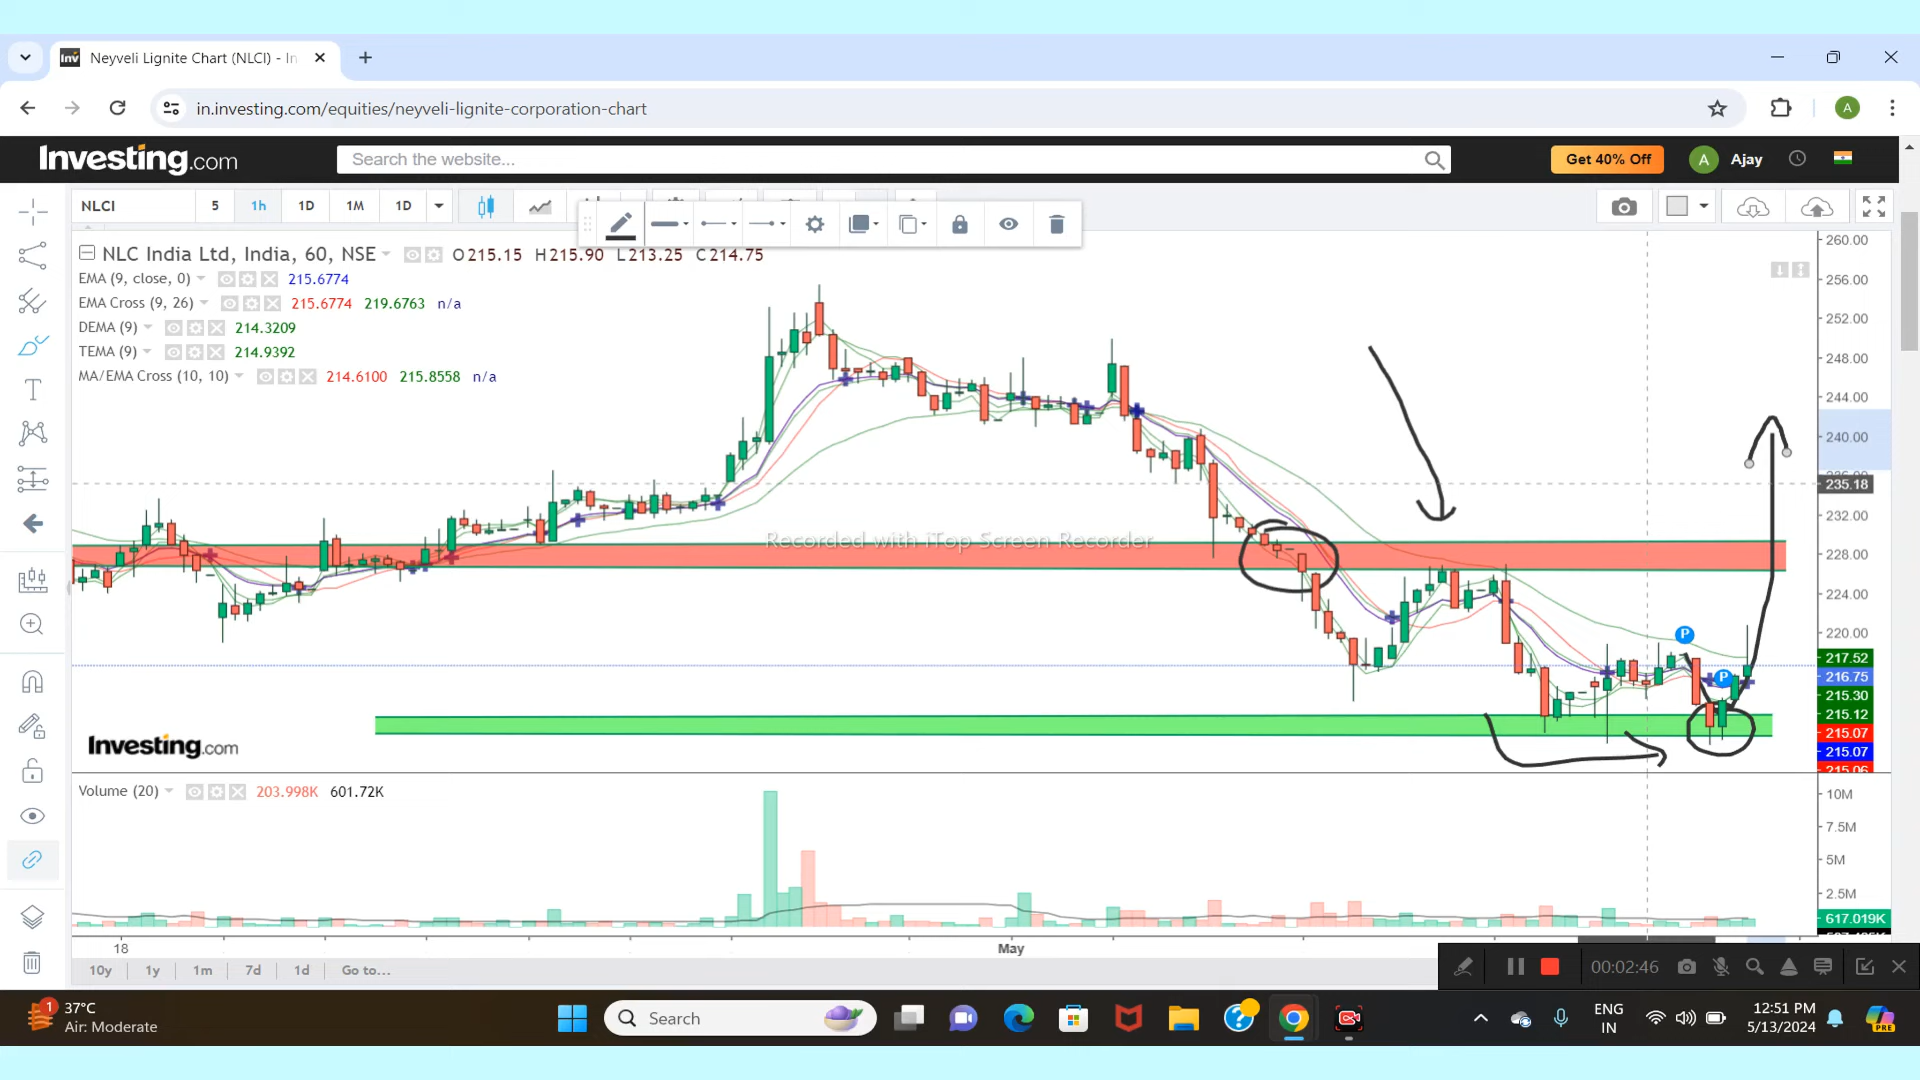 Neyveli Lignite Chart (NLCI) - In
in.investing.com/equities/neyveli-lignite-corporation-chart
A
Investing.com
Search the website...
Get 40% Off
A
Ajay
NLCI
5
1h
1D
1M
1D
NLC India Ltd, India, 60, NSE
O215.15 H215.90 L213.25 C214.75
EMA (9, close, 0)
215.6774
EMA Cross (9, 26)
215.6774 219.6763 n/a
DEMA (9)
214.3209
TEMA (9)
214.9392
MA/EMA Cross (10, 10)
214.6100 215.8558 n/a
260.00
256.00
252.00
248.00
244.00
240.00
236.00
235.18
232.00
228.00
224.00
220.00
217.52
216.75
215.30
215.12
215.07
215.07
215.06
Recorded with iTop Screen Recorder
P
P
Investing.com
Volume (20)
203.998K 601.72K
10M
7.5M
5M
2.5M
617.019K
18
May
10y
1y
1m
7d
1d
Go to...
00:02:46
1
37°C
Air: Moderate
Search
PRE
ENG
IN
12:51 PM
5/13/2024